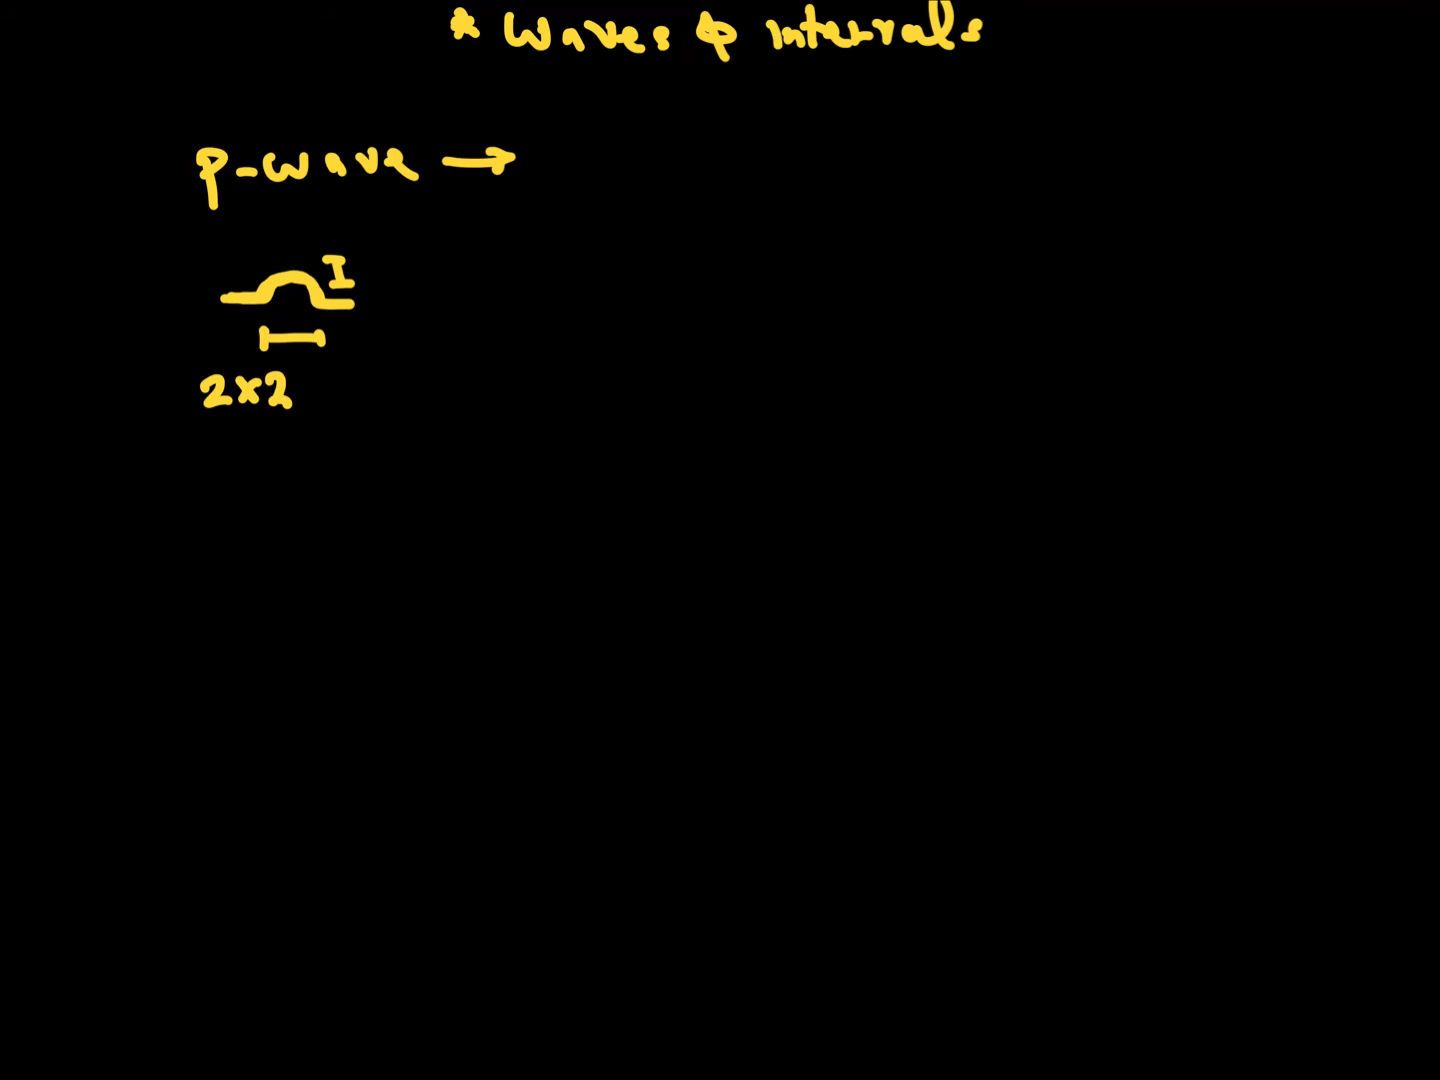 * Waves & intervals
P-wave →
2x2